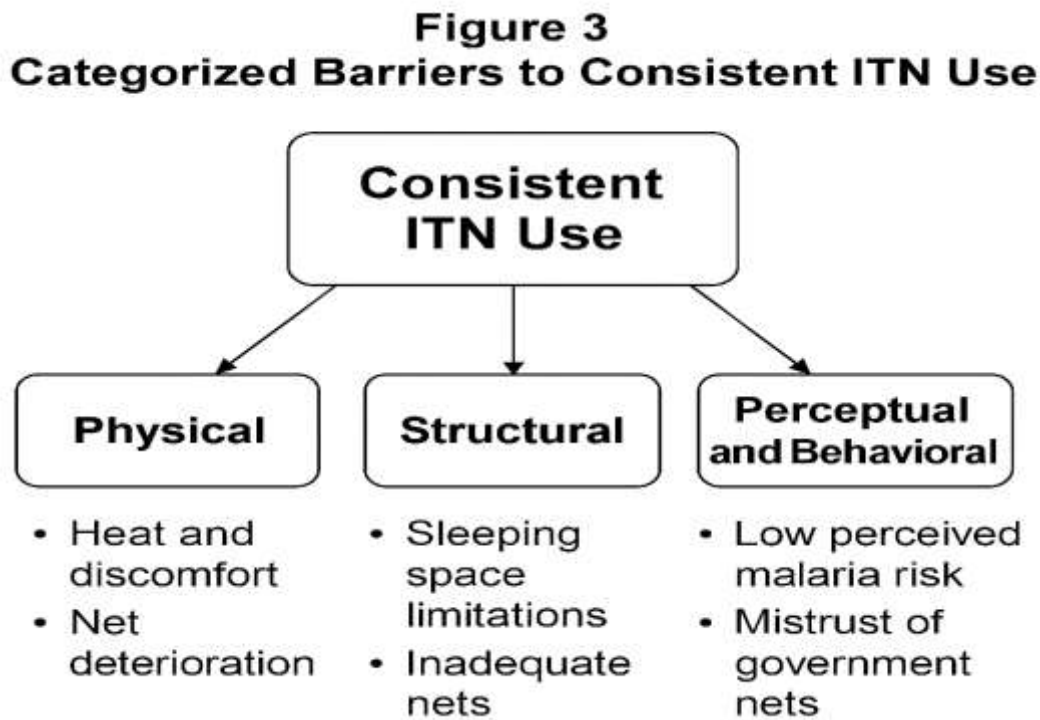 Figure 3
Categorized Barriers to Consistent ITN Use
Consistent
ITN Use
Physical
• Heat and
discomfort
• Net
deterioration
Structural
• Sleeping
space
limitations
• Inadequate
nets
Perceptual
and Behavioral
• Low perceived
malaria risk
• Mistrust of
government
nets